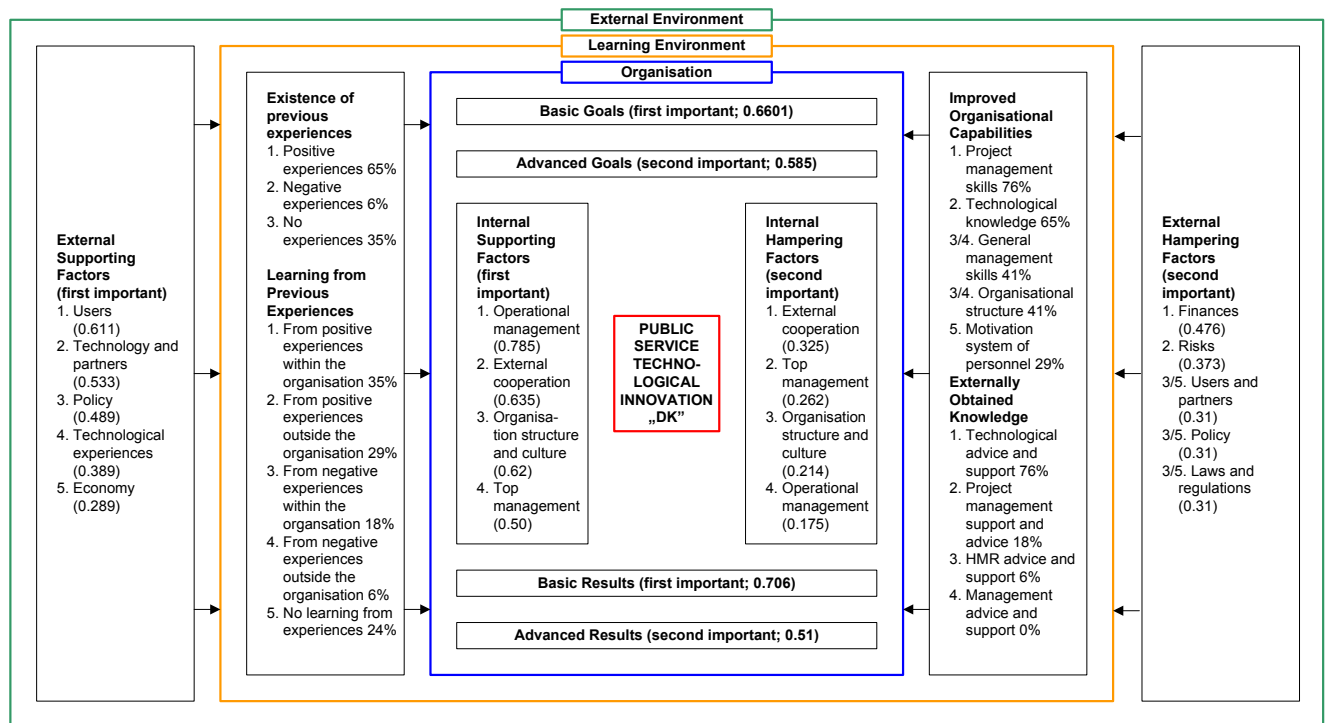 External Environment
Learning Environment
Organisation
External
Supporting
Factors
(first important)
1. Users
(0.611)
2. Technology and
partners
(0.533)
3. Policy
(0.489)
4. Technological
experiences
(0.389)
5. Economy
(0.289)
Existence of
previous
experiences
1. Positive
experiences 65%
2. Negative
experiences 6%
3. No
experiences 35%
Learning from
Previous
Experiences
1. From positive
experiences
within the
organisation 35%
2. From positive
experiences
outside the
organisation 29%
3. From negative
experiences
within the
organsation 18%
4. From negative
experiences
outside the
organisation 6%
5. No learning from
experiences 24%
Basic Goals (first important; 0.6601)
Advanced Goals (second important; 0.585)
Internal
Supporting
Factors
(first
important)
1. Operational
management
(0.785)
2. External
cooperation
(0.635)
3. Organisa-
tion structure
and culture
(0.62)
4. Top
management
(0.50)
PUBLIC
SERVICE
TECHNO-
LOGICAL
INNOVATION
„DK”
Internal
Hampering
Factors
(second
important)
1. External
cooperation
(0.325)
2. Top
management
(0.262)
3. Organisation
structure and
culture
(0.214)
4. Operational
management
(0.175)
Basic Results (first important; 0.706)
Advanced Results (second important; 0.51)
Improved
Organisational
Capabilities
1. Project
management
skills 76%
2. Technological
knowledge 65%
3/4. General
management
skills 41%
3/4. Organisational
structure 41%
5. Motivation
system of
personnel 29%
Externally
Obtained
Knowledge
1. Technological
advice and
support 76%
2. Project
management
support and
advice 18%
3. HMR advice and
support 6%
4. Management
advice and
support 0%
External
Hampering
Factors
(second
important)
1. Finances
(0.476)
2. Risks
(0.373)
3/5. Users and
partners
(0.31)
3/5. Policy
(0.31)
3/5. Laws and
regulations
(0.31)